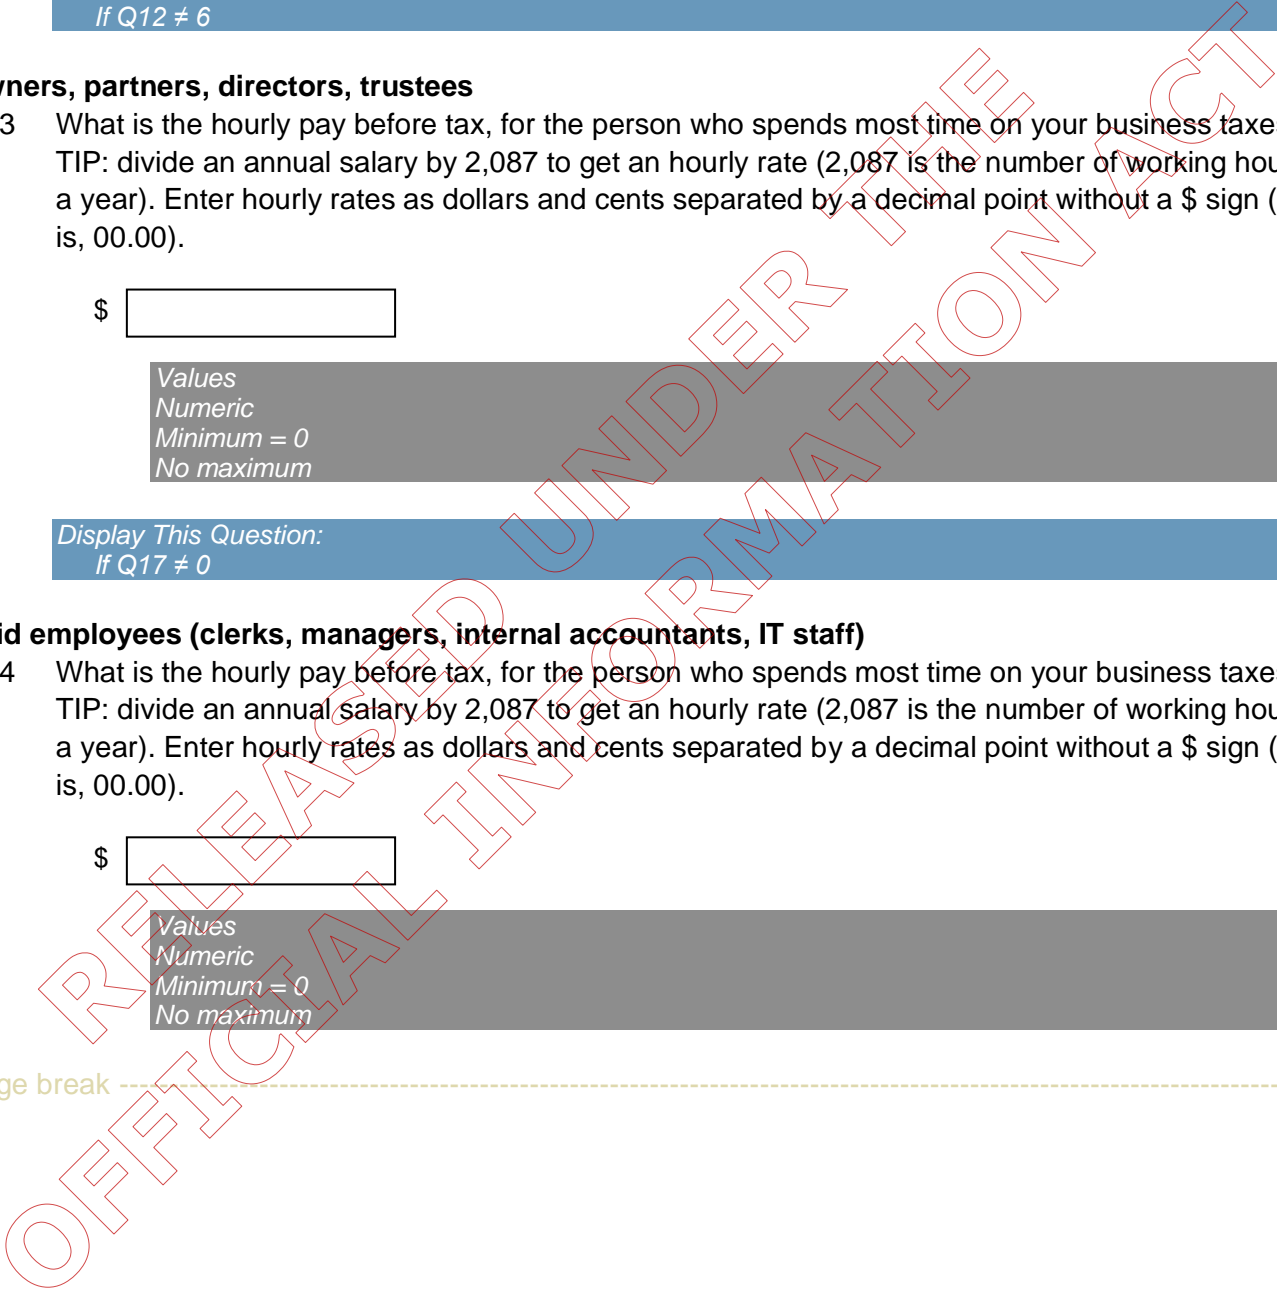 If Q12 ≠ 6
ners, partners, directors, trustees
3 What is the hourly pay before tax, for the person who spends most time on your business taxe
TIP: divide an annual salary by 2,087 to get an hourly rate (2,087 is the number of working hou
a year). Enter hourly rates as dollars and cents separated by a decimal point without a $ sign (
is, 00.00).
$
Values
Numeric
Minimum = 0
No maximum
Display This Question:
If Q17 ≠ 0
id employees (clerks, managers, internal accountants, IT staff)
4 What is the hourly pay before tax, for the person who spends most time on your business taxe
TIP: divide an annual salary by 2,087 to get an hourly rate (2,087 is the number of working hou
a year). Enter hourly rates as dollars and cents separated by a decimal point without a $ sign (
is, 00.00).
$
Values
Numeric
Minimum = 0
No maximum
ge break
RELEASED UNDER THE
OFFICIAL INFORMATION ACT